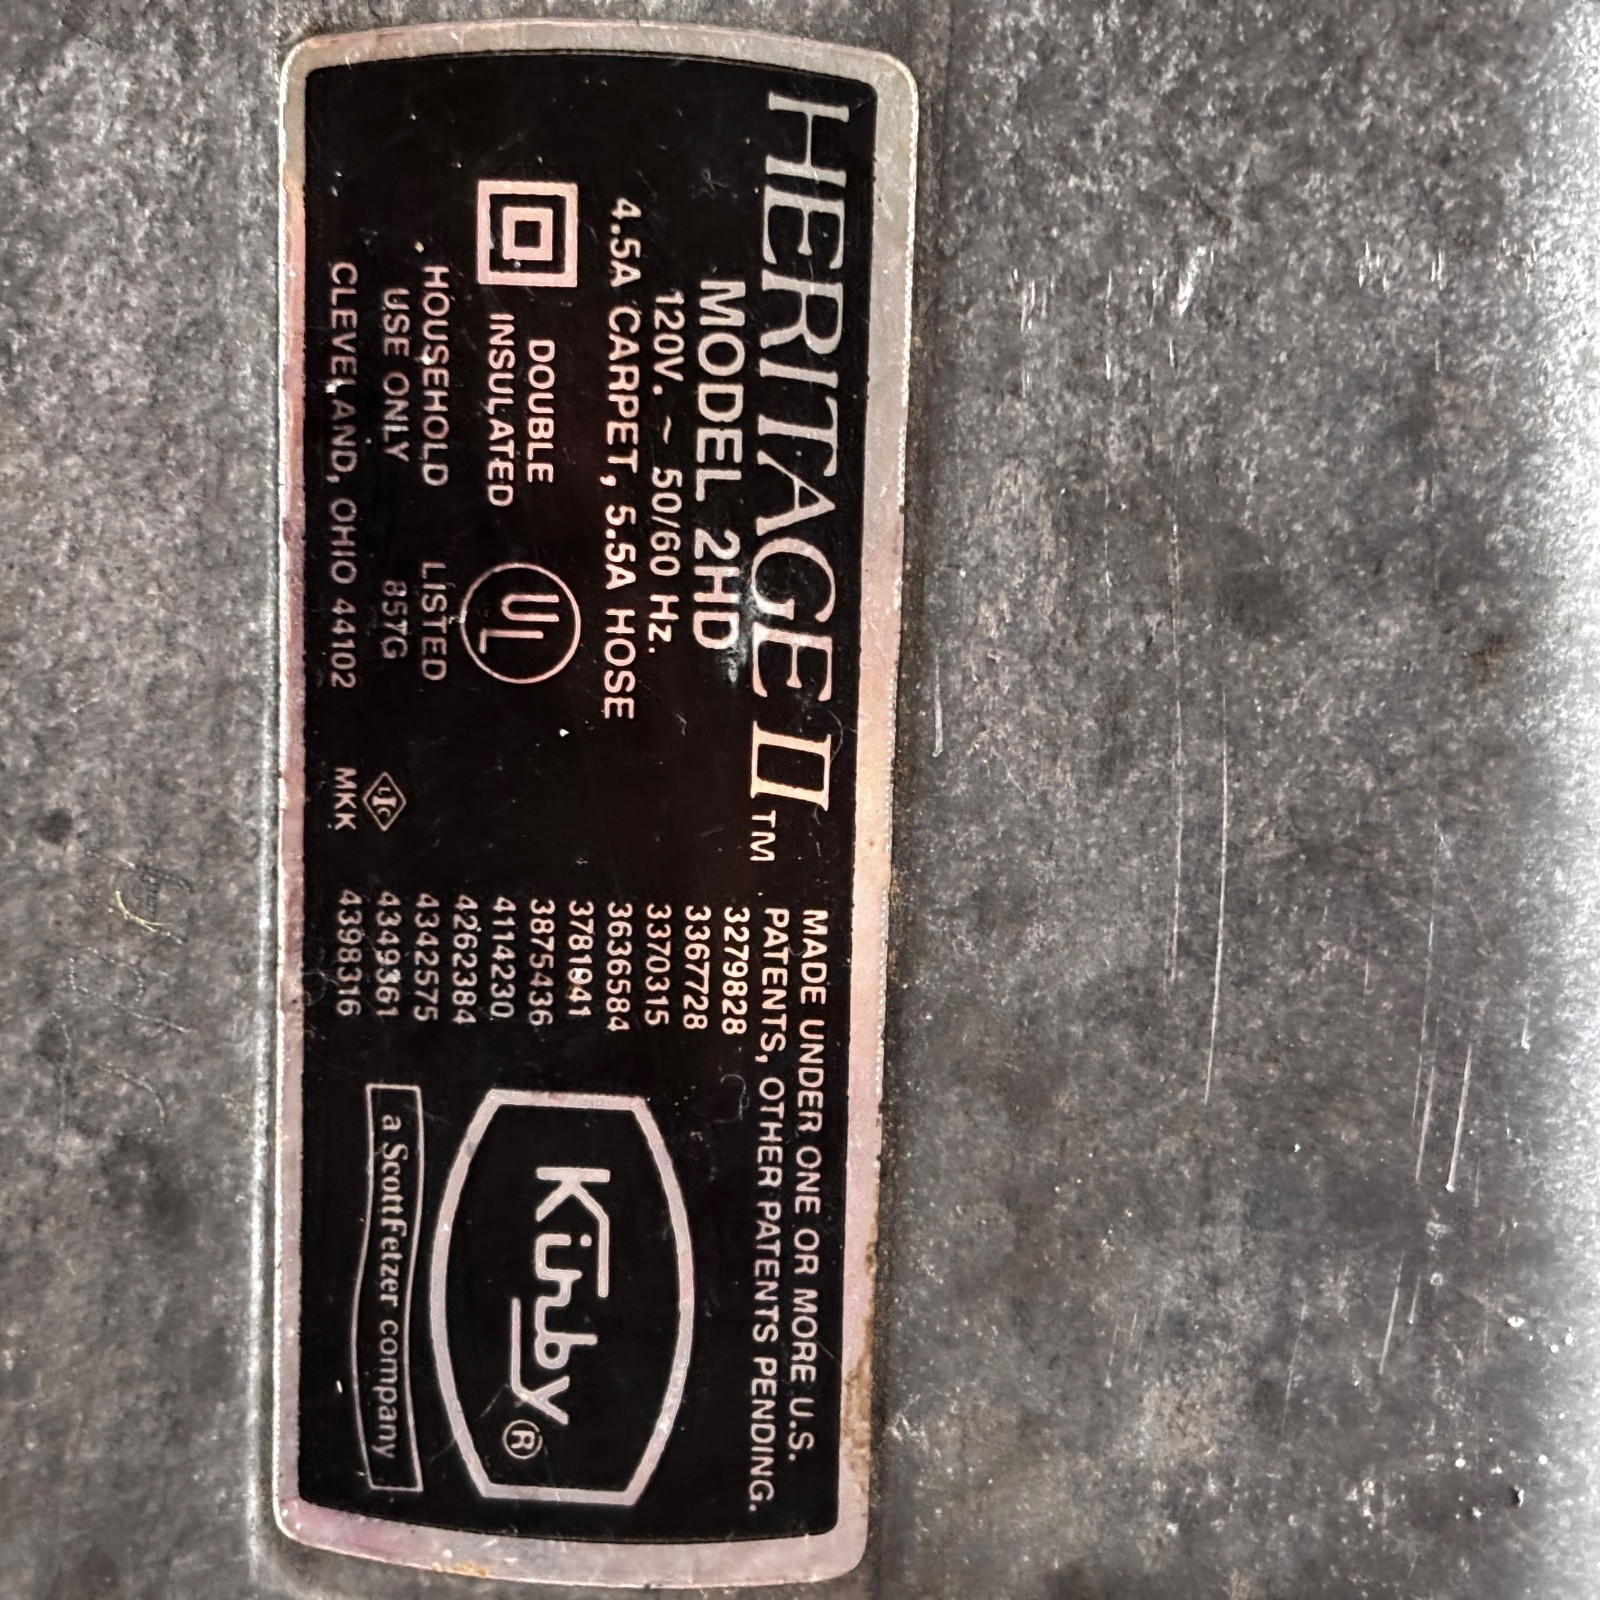 HERITAGE II™
MODEL 2HD
120V. ~ 50/60 Hz.
4.5A CARPET, 5.5A HOSE
DOUBLE
INSULATED
UL
HOUSEHOLD
USE ONLY
LISTED
857G
CLEVELAND, OHIO 44102
MKK
MADE UNDER ONE OR MORE U.S.
PATENTS, OTHER PATENTS PENDING.
3279828
3367728
3370315
3636584
3781941
3875436
4114230
4262384
4342575
4349361
4398316
Kirby®
a ScottFetzer company